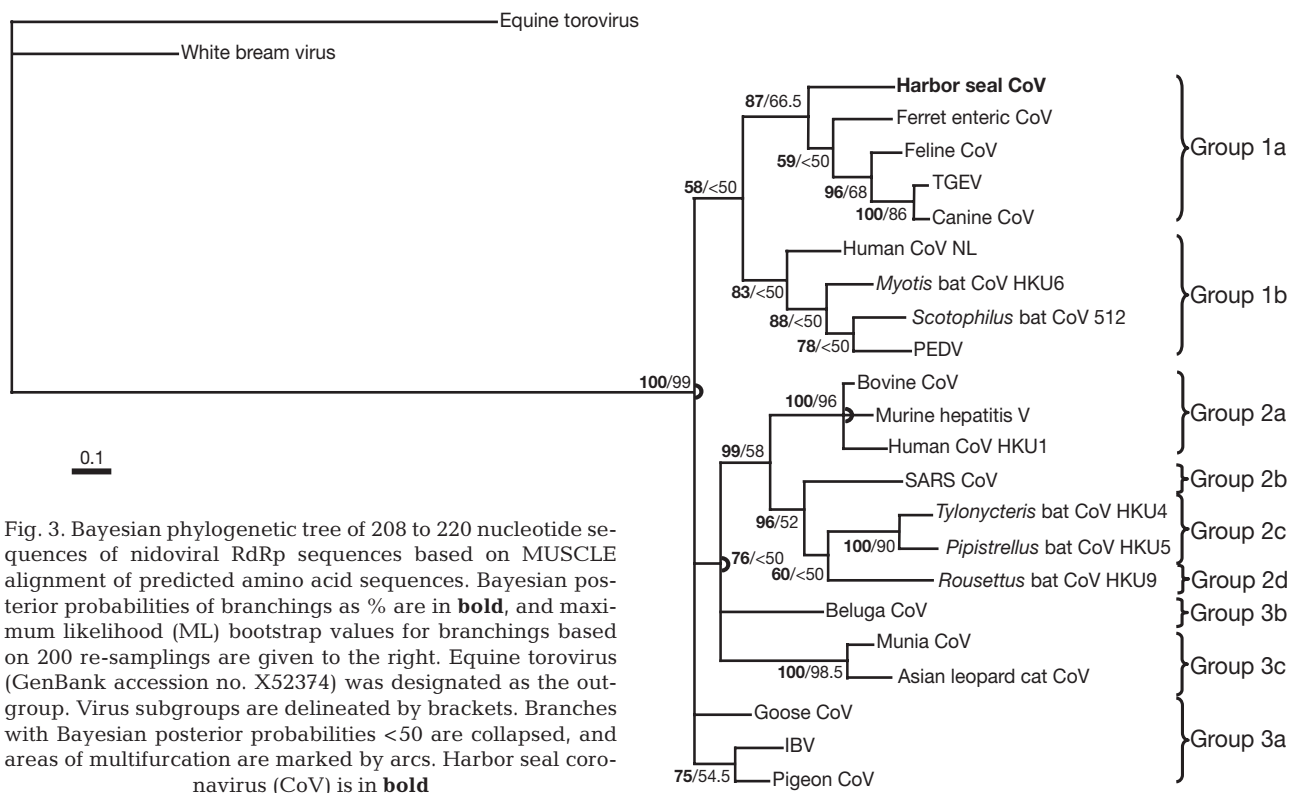 Equine torovirus
White bream virus
Harbor seal CoV
87/66.5
Ferret enteric CoV
Group 1a
Feline CoV
59/<50
TGEV
58/<50
96/68
100/86
Canine CoV
Human CoV NL
Myotis bat CoV HKU6
83/<50
Group 1b
Scotophilus bat CoV 512
88/<50
78/<50
PEDV
100/99
Bovine CoV
100/96
Murine hepatitis V
Group 2a
Human CoV HKU1
99/58
0.1
SARS CoV
Group 2b
Tylonycteris bat CoV HKU4
96/52
Group 2c
100/90
Pipistrellus bat CoV HKU5
76/<50
60/<50
Rousettus bat CoV HKU9
Group 2d
Beluga CoV
Group 3b
Munia CoV
Group 3c
100/98.5
Asian leopard cat CoV
Goose CoV
Group 3a
IBV
75/54.5
Pigeon CoV
Fig. 3. Bayesian phylogenetic tree of 208 to 220 nucleotide se-
quences of nidoviral RdRp sequences based on MUSCLE
alignment of predicted amino acid sequences. Bayesian pos-
terior probabilities of branchings as % are in bold, and maxi-
mum likelihood (ML) bootstrap values for branchings based
on 200 re-samplings are given to the right. Equine torovirus
(GenBank accession no. X52374) was designated as the out-
group. Virus subgroups are delineated by brackets. Branches
with Bayesian posterior probabilities <50 are collapsed, and
areas of multifurcation are marked by arcs. Harbor seal coro-
navirus (CoV) is in bold